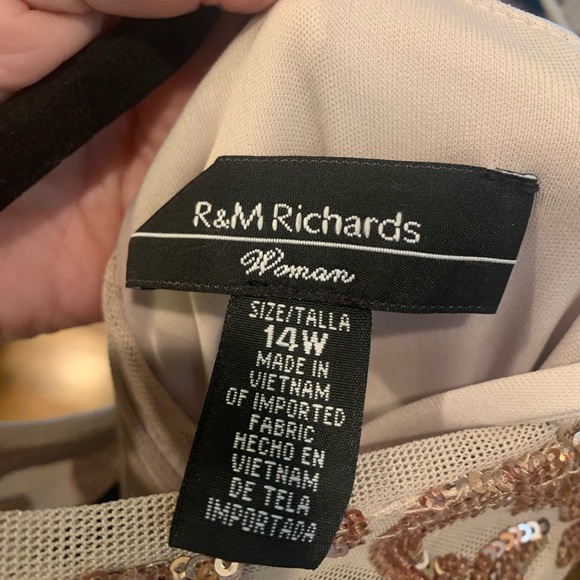 R&M Richards
Woman
SIZE/TALLA
14W
MADE IN
VIETNAM
OF IMPORTED
FABRIC
HECHO EN
VIETNAM
DE TELA
IMPORTADA